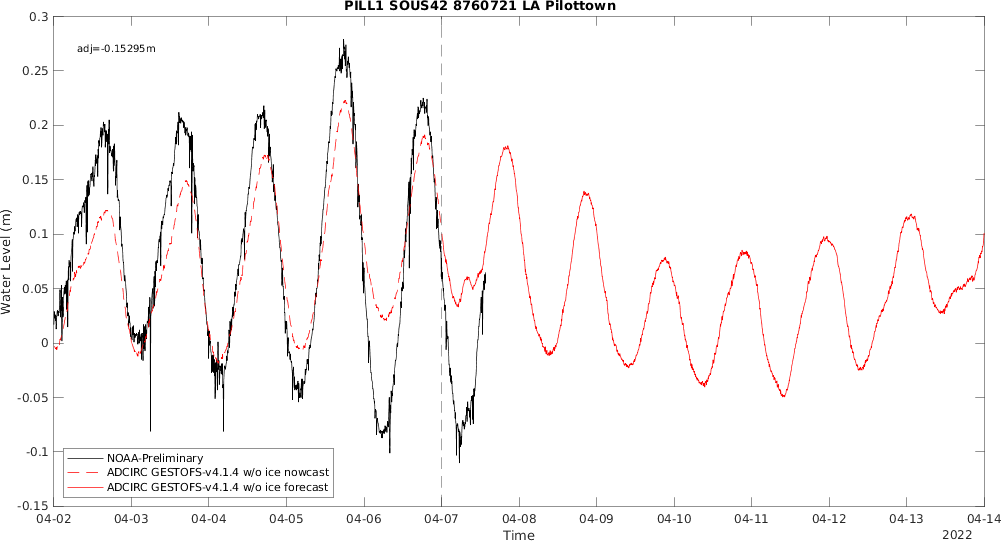 PILL1 SOUS42 8760721 LA Pilottown
adj=-0.15295m
Water Level (m)
0.3
0.25
0.2
0.15
0.1
0.05
0
-0.05
-0.1
-0.15
NOAA-Preliminary
ADCIRC GESTOFS-v4.1.4 w/o ice nowcast
ADCIRC GESTOFS-v4.1.4 w/o ice forecast
04-02 04-03 04-04 04-05 04-06 04-07 04-08 04-09 04-10 04-11 04-12 04-13 04-14
Time
2022